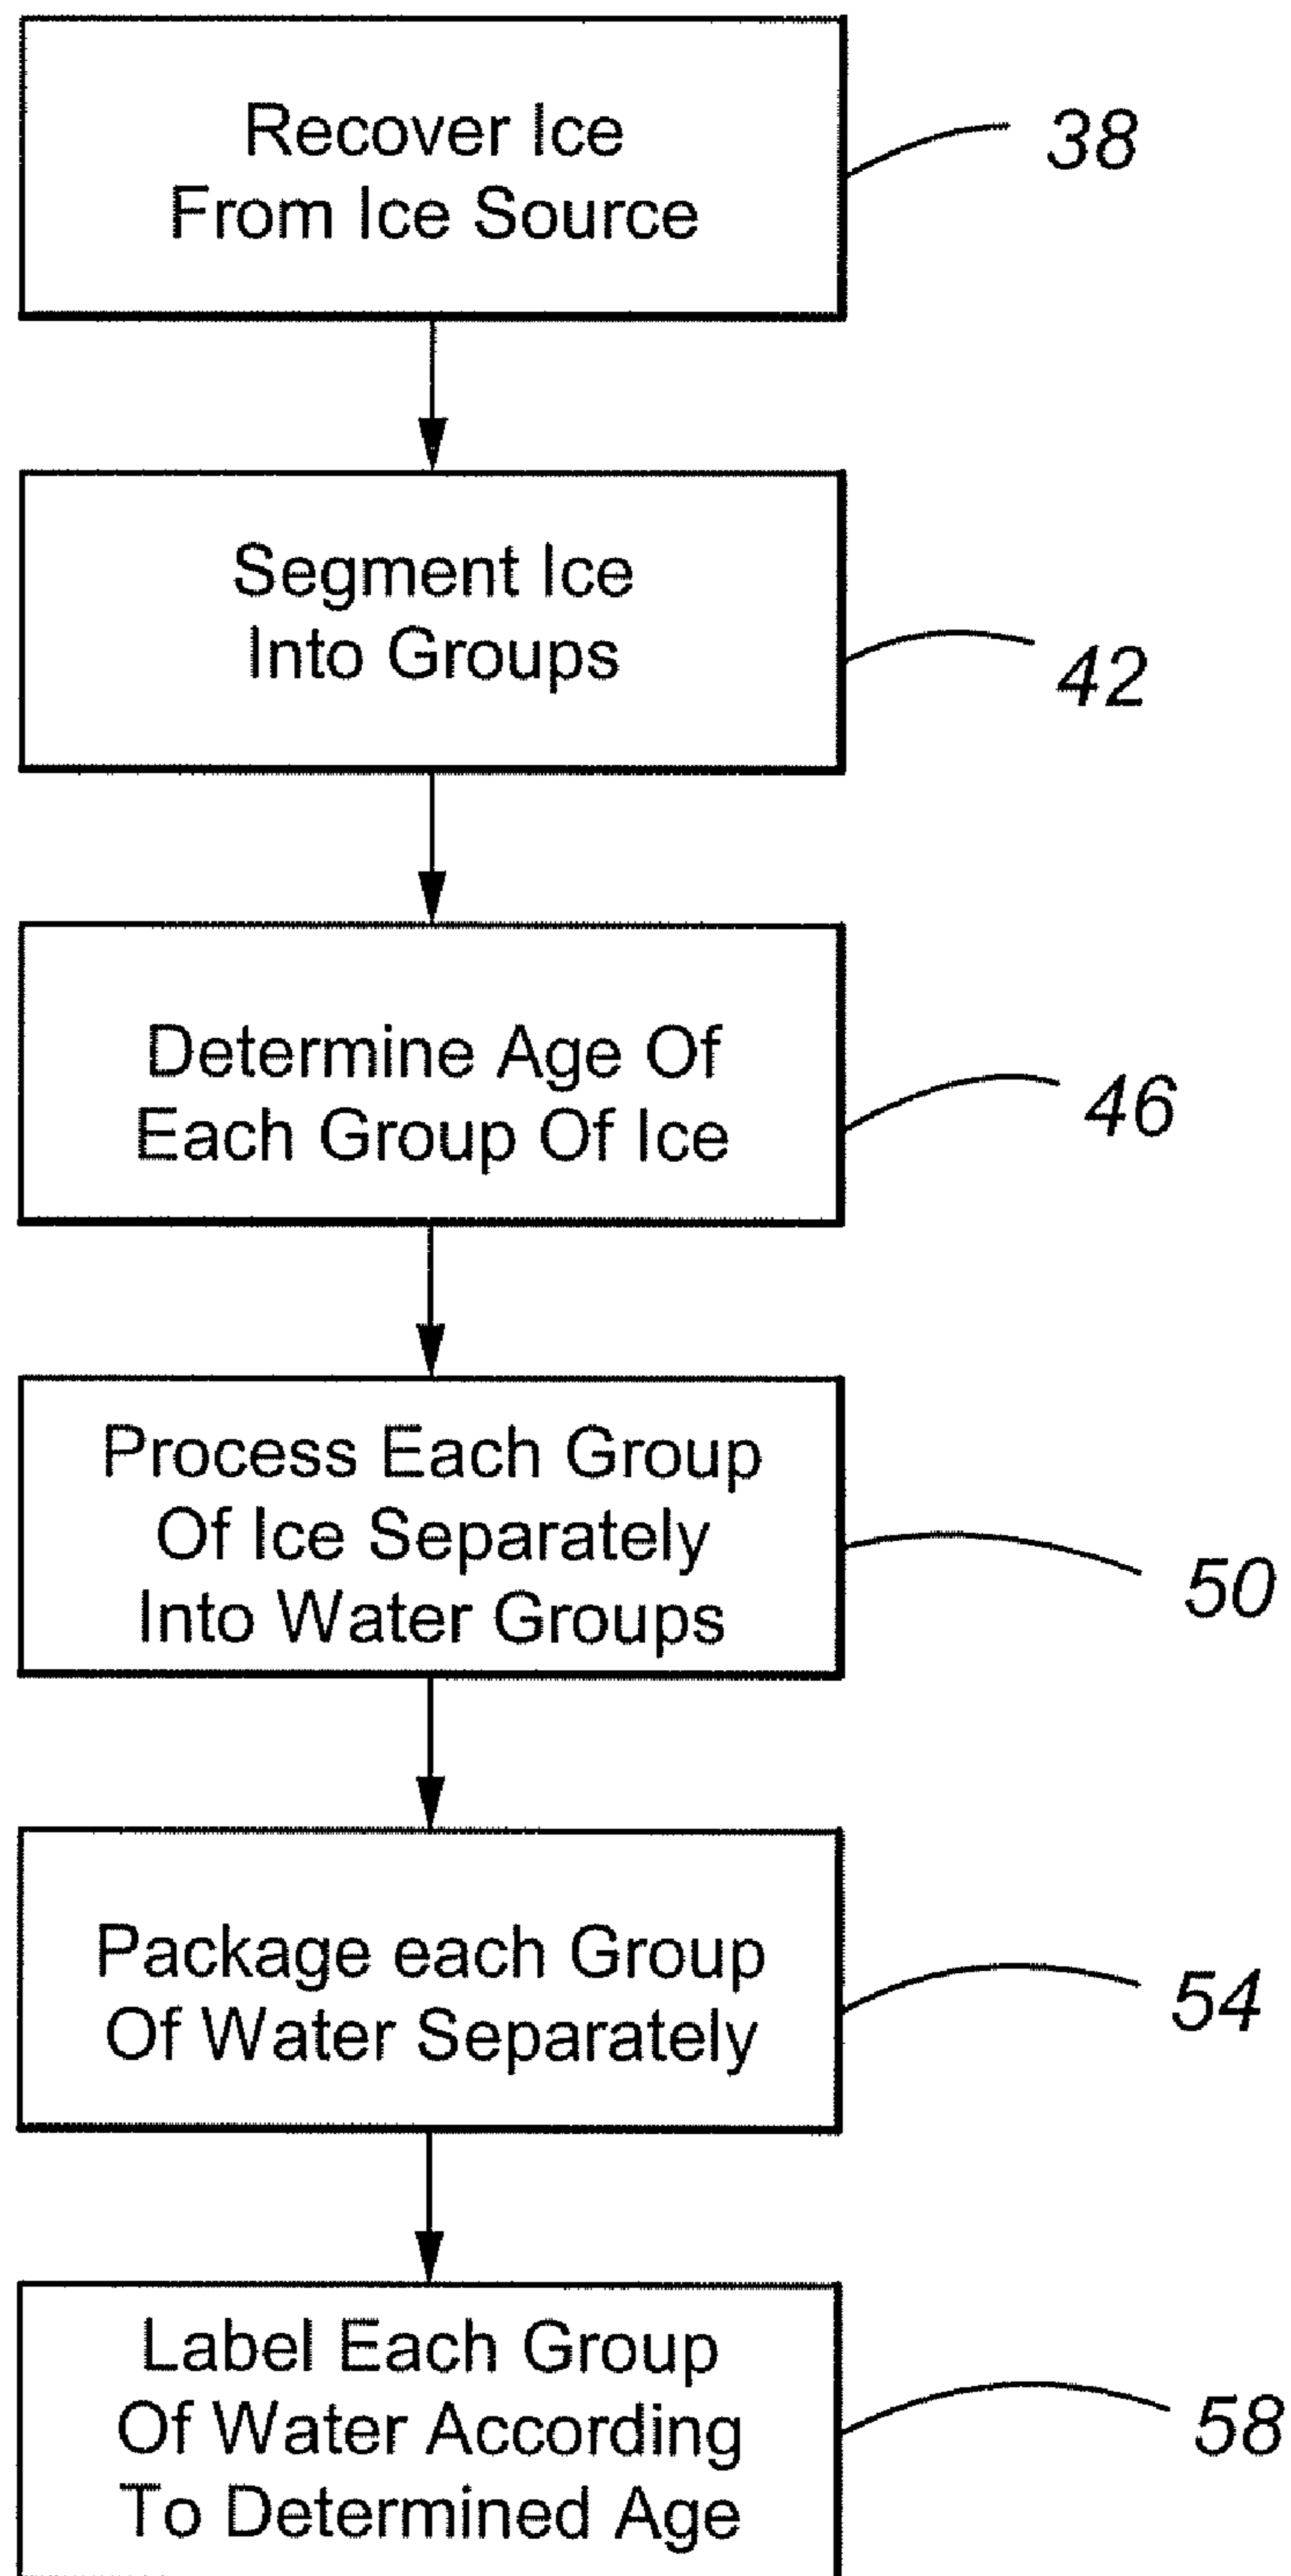 Recover Ice
From Ice Source
38
Segment Ice
Into Groups
42
Determine Age Of
Each Group Of Ice
46
Process Each Group
Of Ice Separately
Into Water Groups
50
Package each Group
Of Water Separately
54
Label Each Group
Of Water According
To Determined Age
58